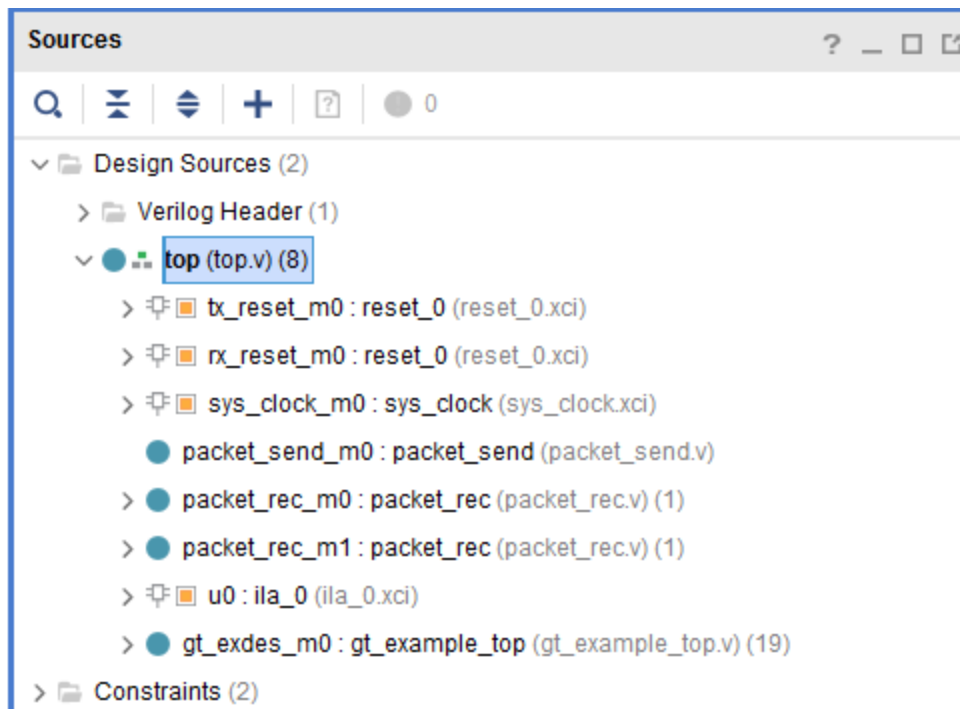 Sources
0
Design Sources (2)
Verilog Header (1)
top (top.v) (8)
tx_reset_m0 : reset_0 (reset_0.xci)
rx_reset_m0 : reset_0 (reset_0.xci)
sys_clock_m0 : sys_clock (sys_clock.xci)
packet_send_m0 : packet_send (packet_send.v)
packet_rec_m0 : packet_rec (packet_rec.v) (1)
packet_rec_m1 : packet_rec (packet_rec.v) (1)
u0 : ila_0 (ila_0.xci)
gt_exdes_m0 : gt_example_top (gt_example_top.v) (19)
Constraints (2)